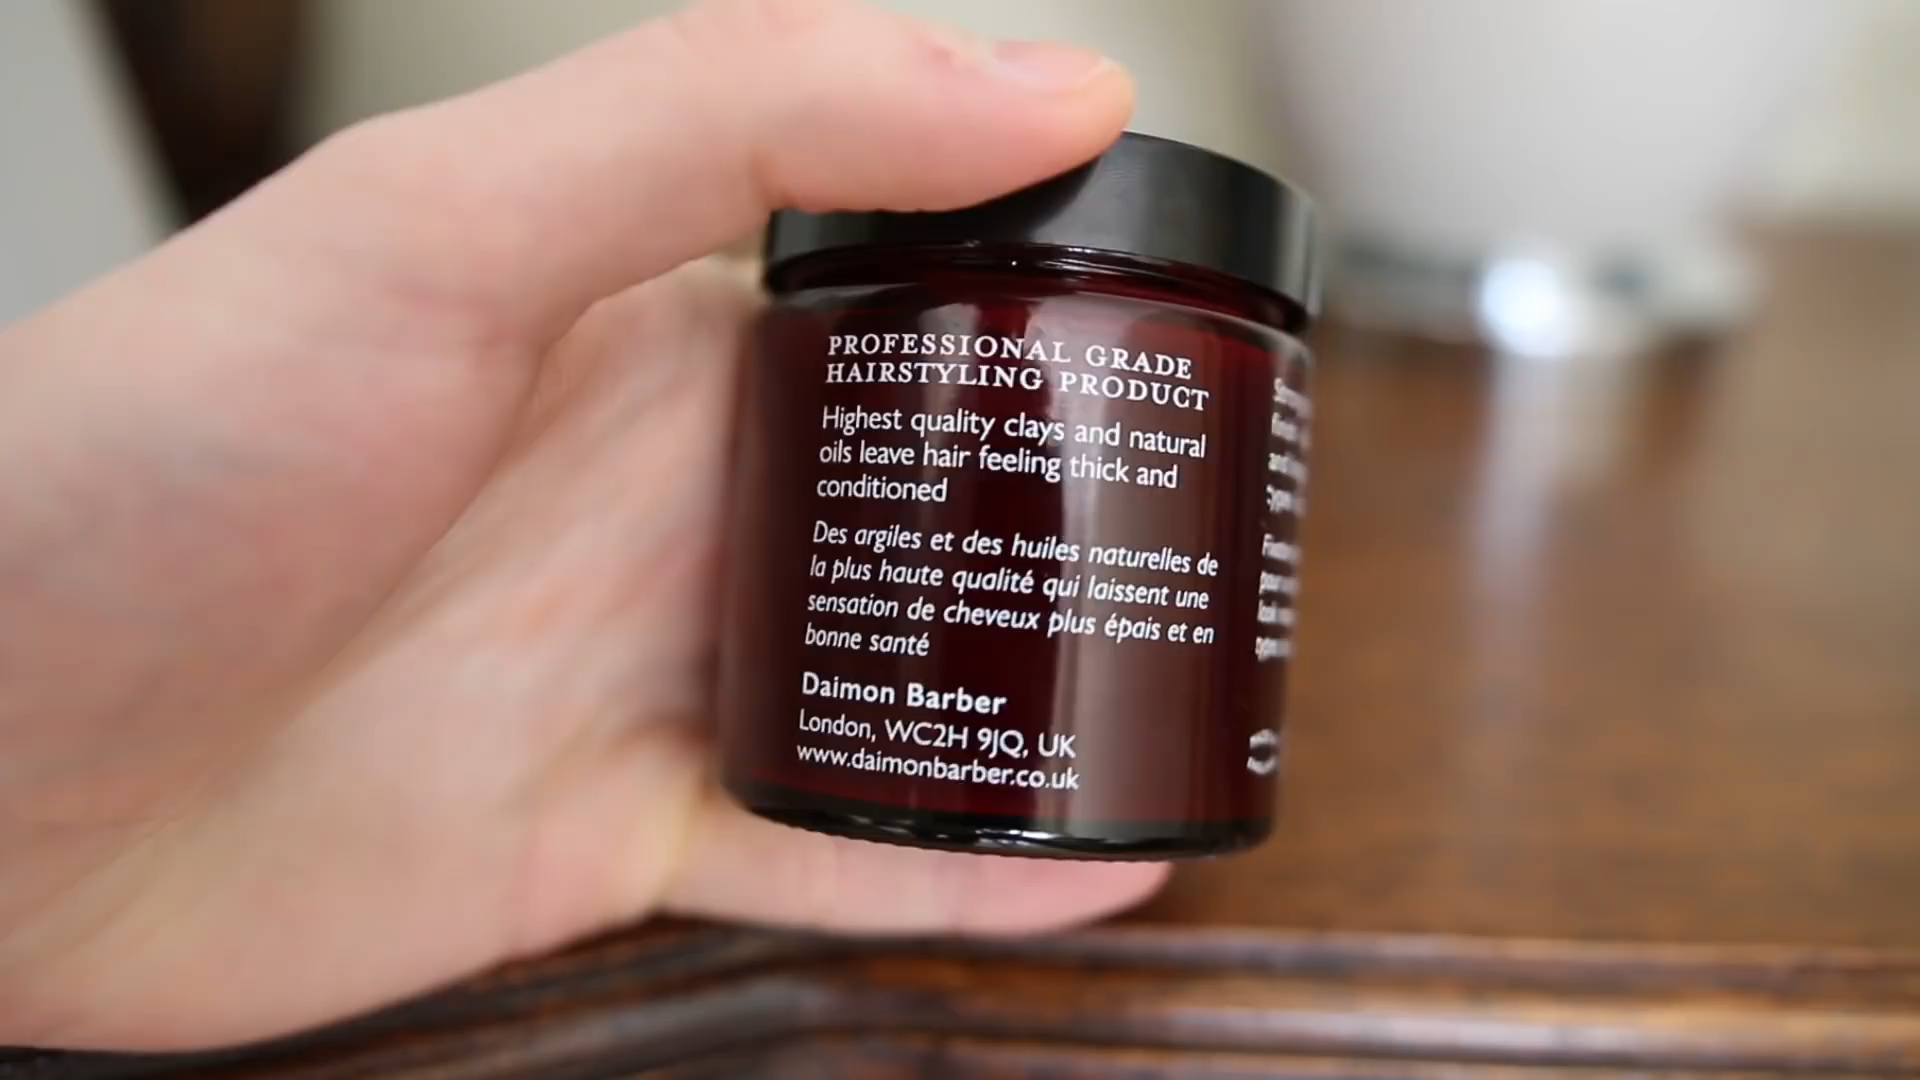 PROFESSIONAL GRADE
HAIRSTYLING PRODUCT
Highest quality clays and natural
oils leave hair feeling thick and
conditioned
Des argiles et des huiles naturelles de
la plus haute qualité qui laissent une
sensation de cheveux plus épais et en
bonne santé
Daimon Barber
London, WC2H 9JQ, UK
www.daimonbarber.co.uk